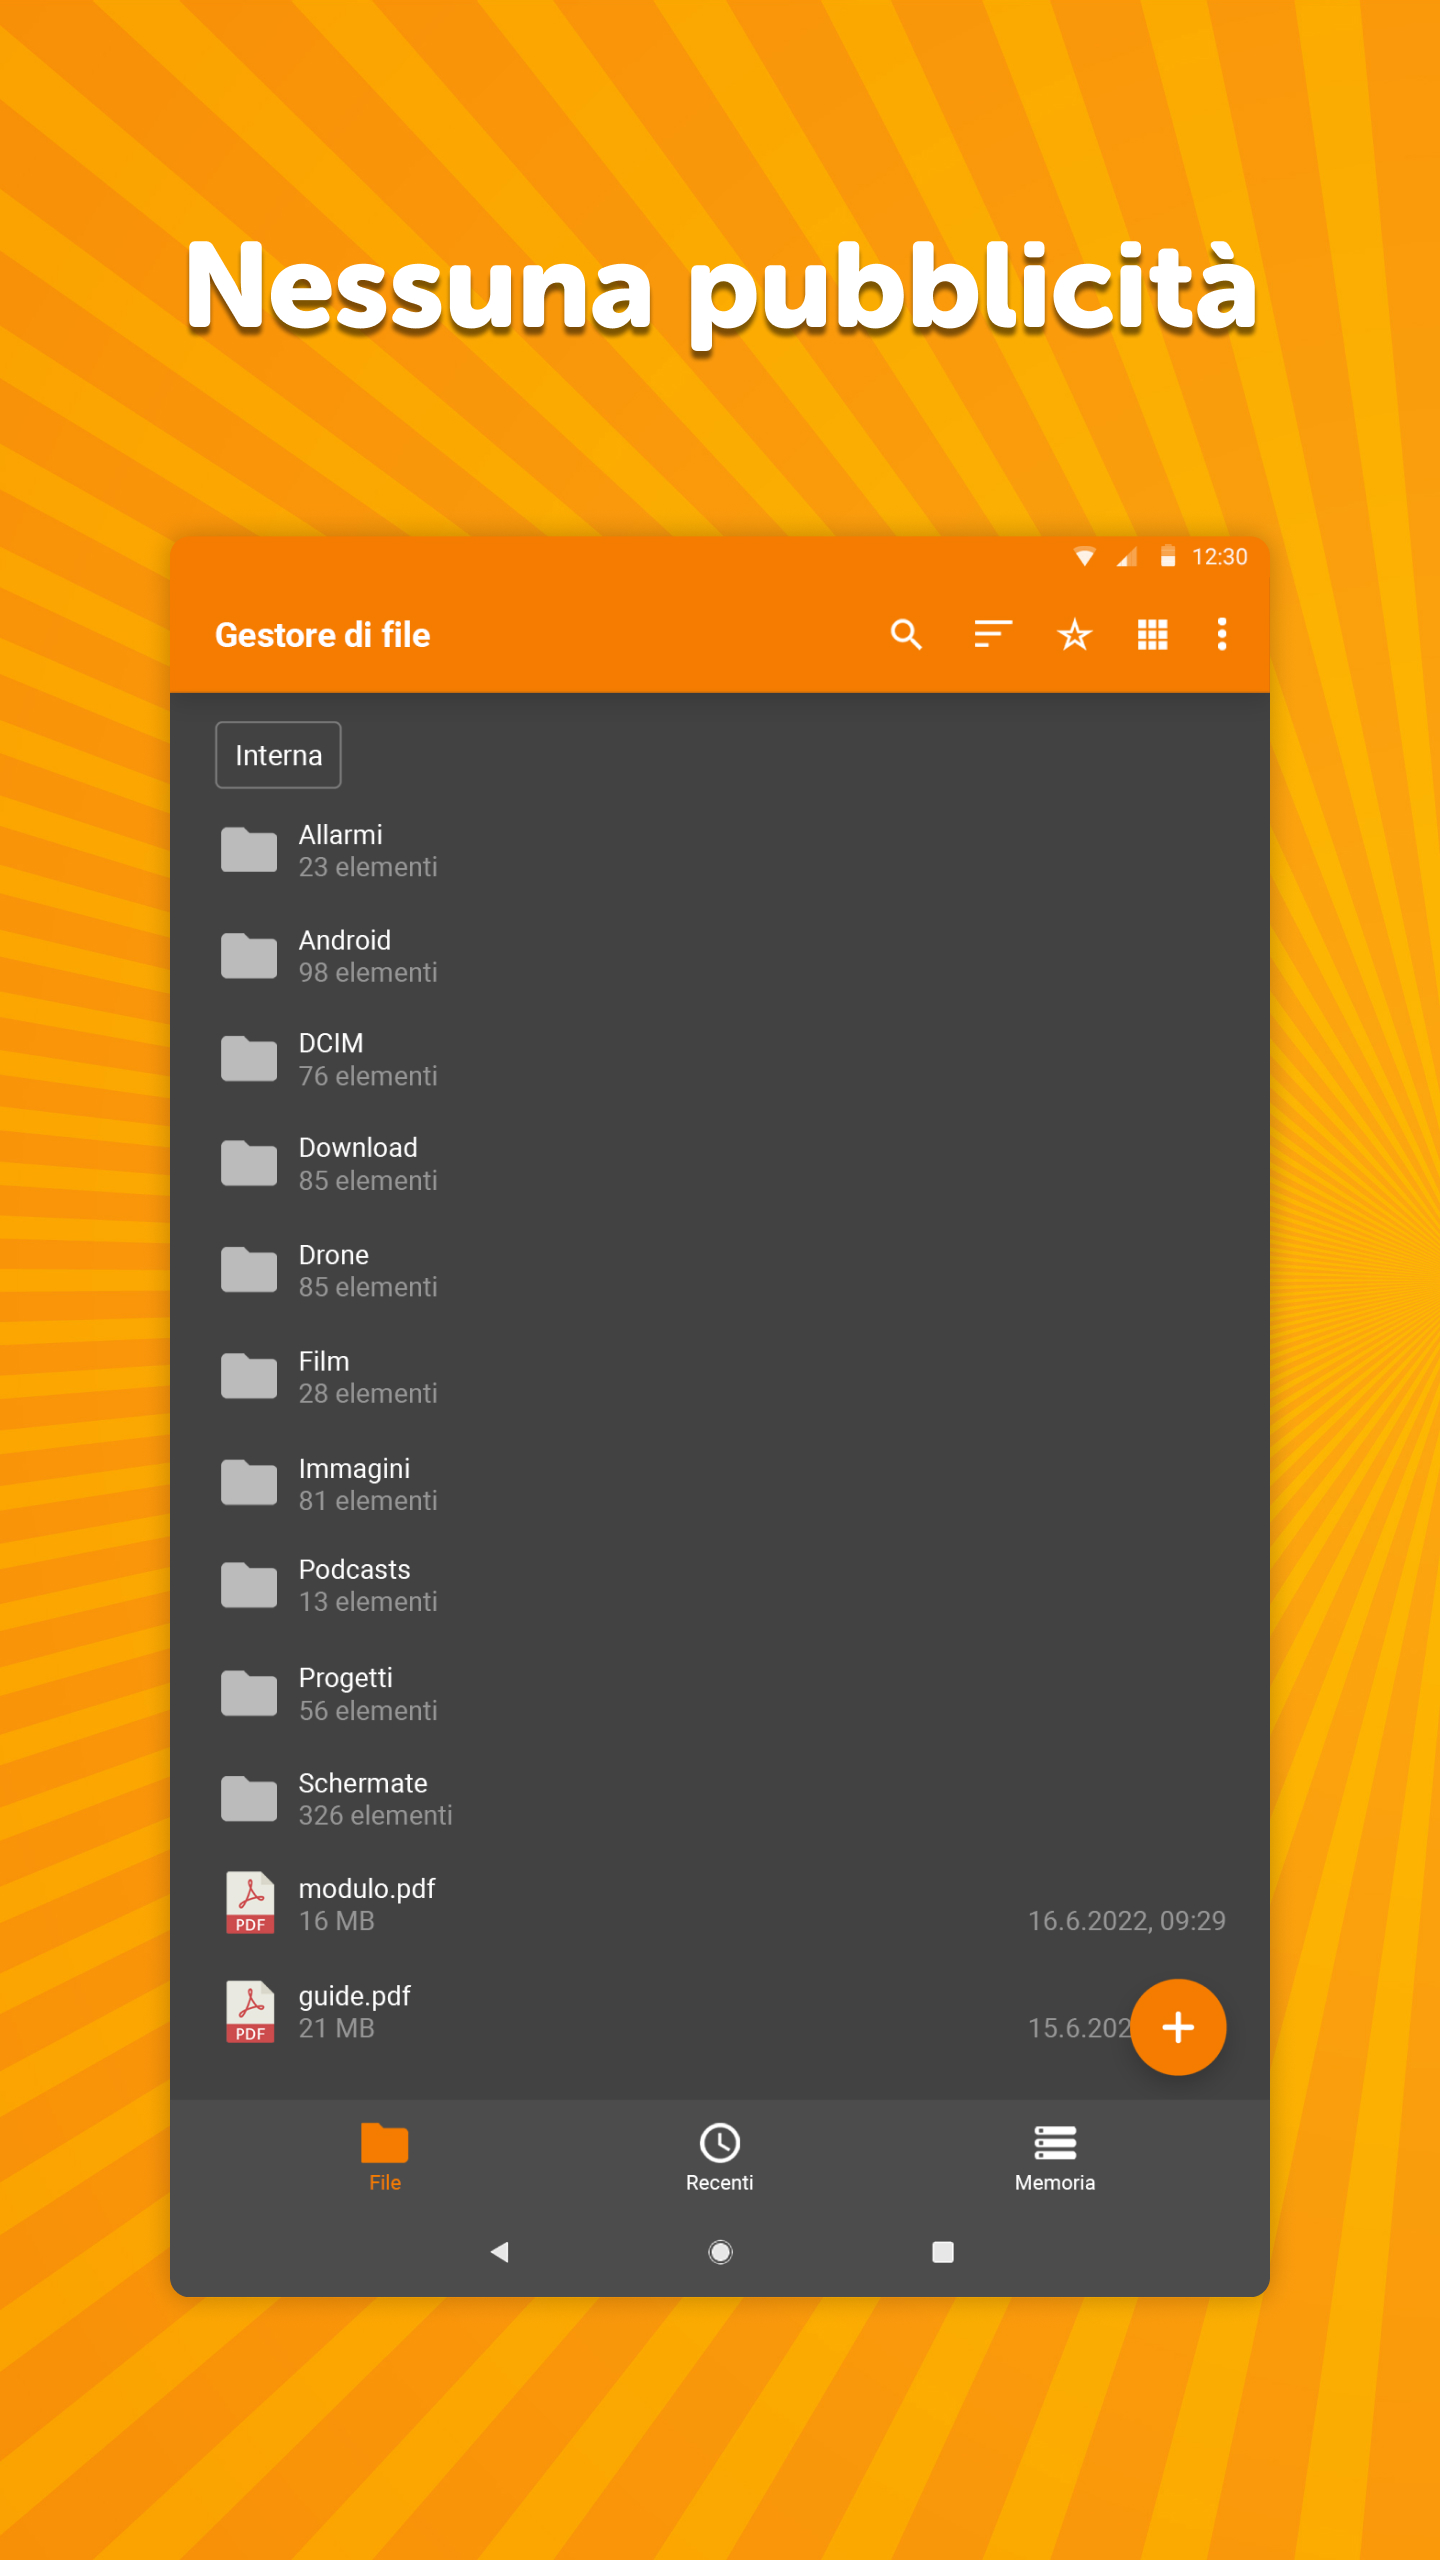 Nessuna pubblicità
12:30
Gestore di file
Interna
Allarmi
23 elementi
Android
98 elementi
DCIM
76 elementi
Download
85 elementi
Drone
85 elementi
Film
28 elementi
Immagini
81 elementi
Podcasts
13 elementi
Progetti
56 elementi
Schermate
326 elementi
PDF
modulo.pdf
16 MB
16.6.2022, 09:29
PDF
guide.pdf
21 MB
15.6.202
File
Recenti
Memoria